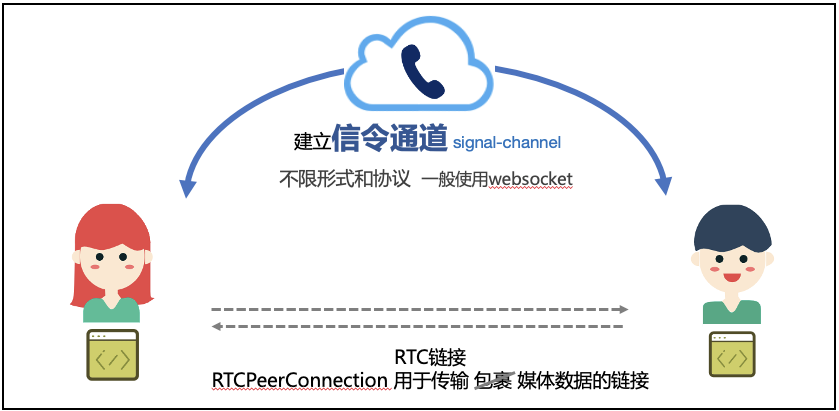 建立信令通道 signal-channel
不限形式和协议 一般使用websocket
</>
</>
RTC链接
RTCPeerConnection 用于传输 包裹 媒体数据的链接